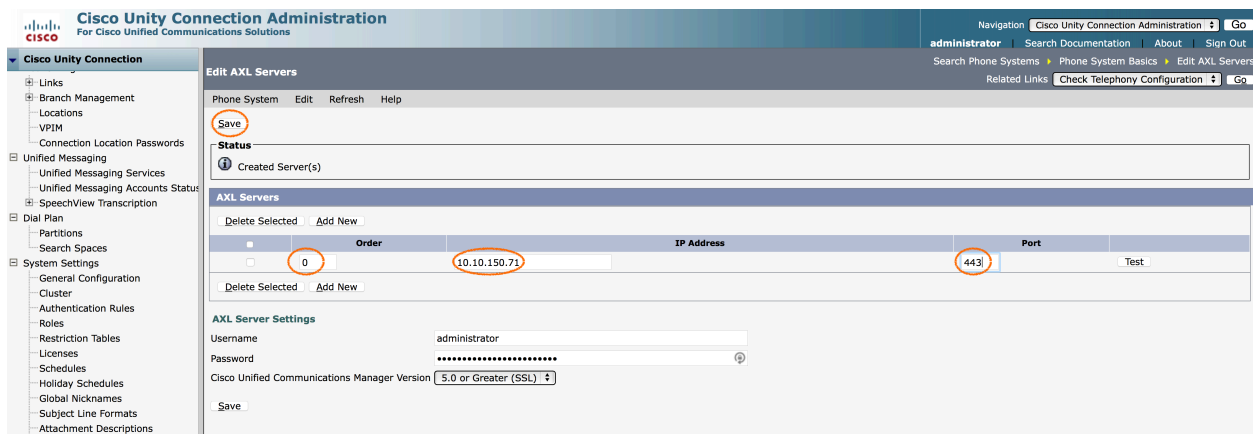 Cisco Unity Connection Administration
For Cisco Unified Communications Solutions
CISCO
Navigation Cisco Unity Connection Administration Go
administrator | Search Documentation | About | Sign Out
Cisco Unity Connection
Links
Branch Management
Locations
VPIM
Connection Location Passwords
Unified Messaging
Unified Messaging Services
Unified Messaging Accounts Status
SpeechView Transcription
Dial Plan
Partitions
Search Spaces
System Settings
General Configuration
Cluster
Authentication Rules
Roles
Restriction Tables
Licenses
Schedules
Holiday Schedules
Global Nicknames
Subject Line Formats
Attachment Descriptions
Search Phone Systems Phone System Basics Edit AXL Servers
Edit AXL Servers
Related Links Check Telephony Configuration Go
Phone System Edit Refresh Help
Save
Status
Created Server(s)
AXL Servers
Delete Selected Add New
Order IP Address Port
0 10.10.150.71 443 Test
Delete Selected Add New
AXL Server Settings
Username administrator
Password ••••••••••••••••••••••••
Cisco Unified Communications Manager Version 5.0 or Greater (SSL)
Save